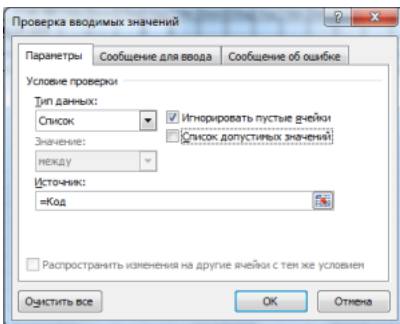 Проверка вводимых значений
Параметры
Сообщение для ввода
Сообщение об ошибке
Условие проверки
Тип данных:
Список
Игнорировать пустые ячейки
Значение:
Список допустимых значений
между
Источник:
=Код
Распространить изменения на другие ячейки с тем же условием
Очистить все
ОК
Отмена